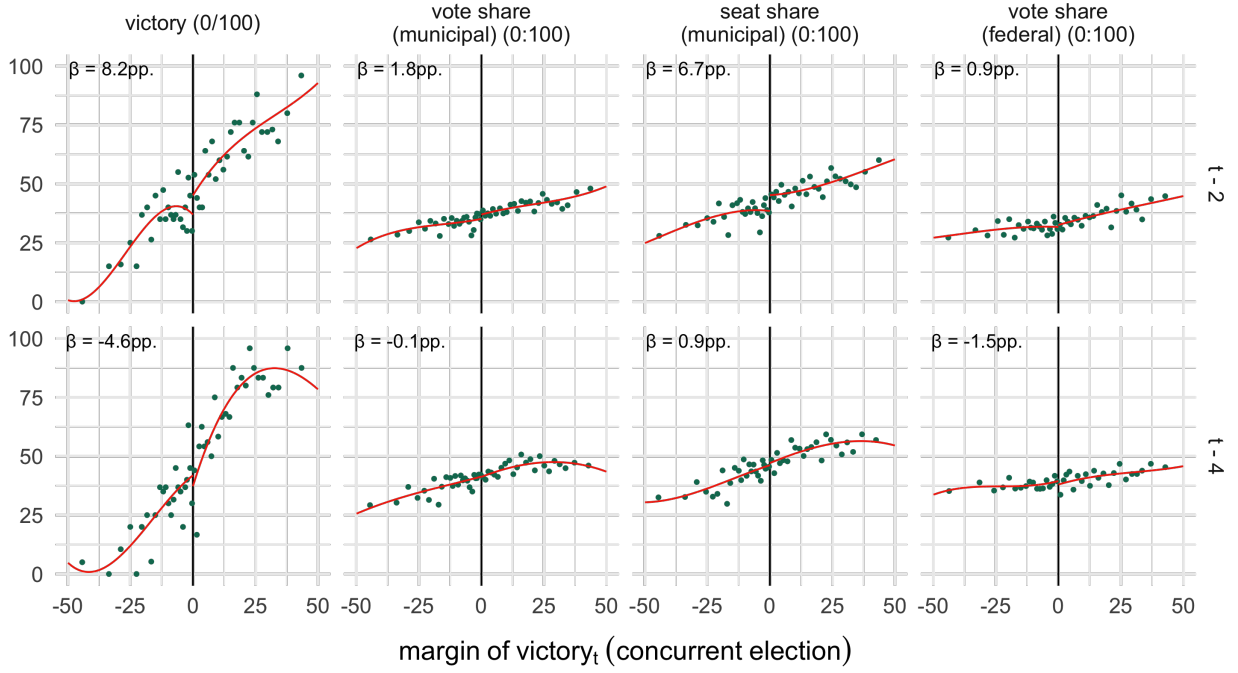 victory (0/100)
vote share
(municipal) (0:100)
seat share
(municipal) (0:100)
vote share
(federal) (0:100)
100
75
50
25
0
β = 8.2pp.
β = 1.8pp.
β = 6.7pp.
β = 0.9pp.
t - 2
100
75
50
25
0
β = -4.6pp.
β = -0.1pp.
β = 0.9pp.
β = -1.5pp.
t - 4
-50 -25 0 25 50
-50 -25 0 25 50
-50 -25 0 25 50
-50 -25 0 25 50
margin of victoryt (concurrent election)